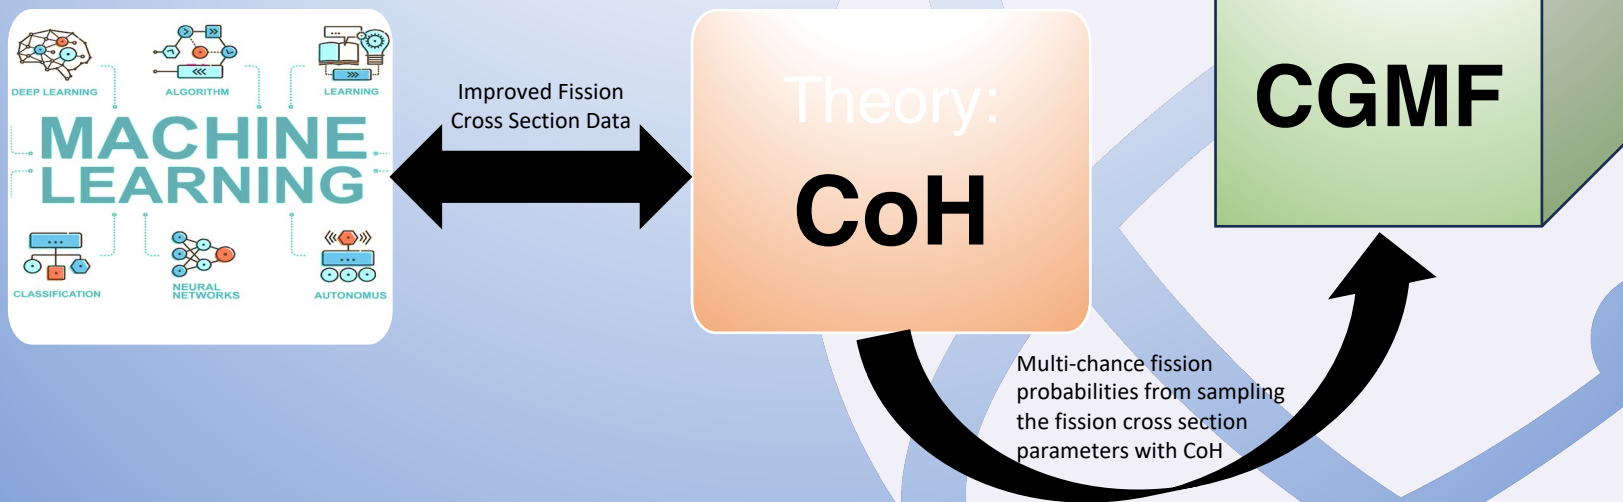 DEEP LEARNING
ALGORITHM
LEARNING
MACHINE
LEARNING
CLASSIFICATION
NEURAL
NETWORKS
AUTONOMUS
Improved Fission
Cross Section Data
Theory:
CoH
CGMF
Multi-chance fission
probabilities from sampling
the fission cross section
parameters with CoH